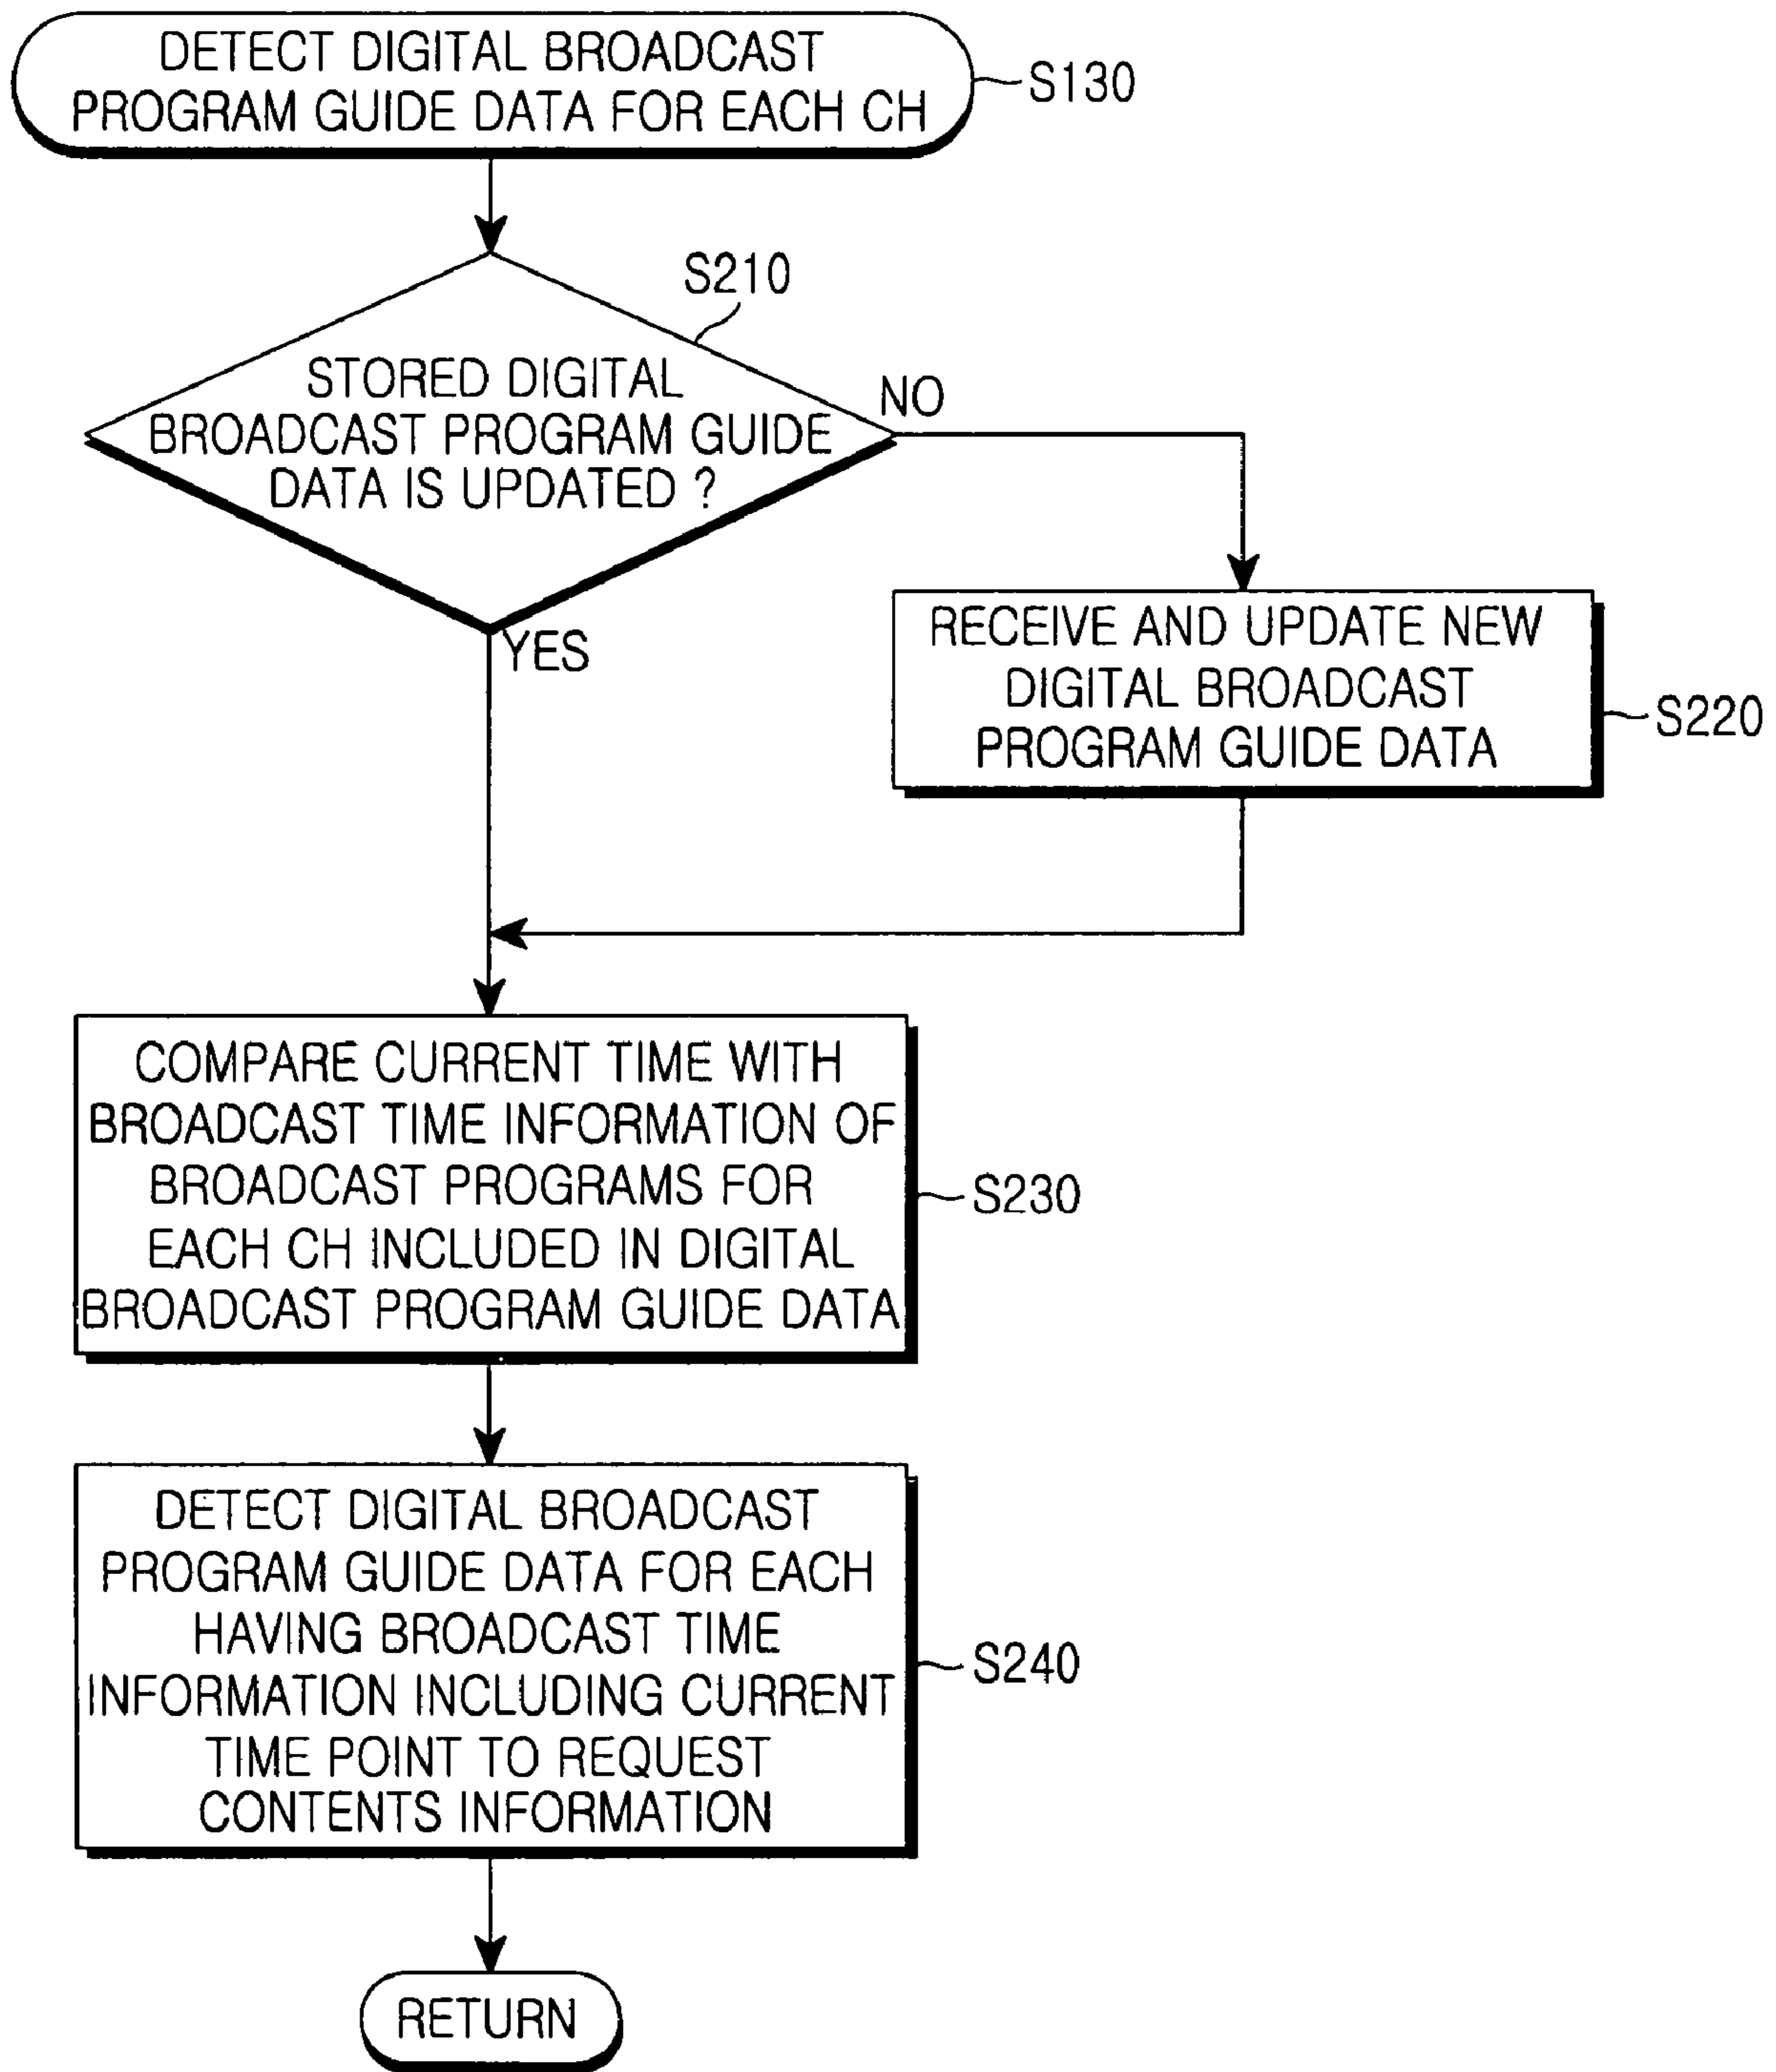 DETECT DIGITAL BROADCAST
PROGRAM GUIDE DATA FOR EACH CH
S130
S210
STORED DIGITAL
BROADCAST PROGRAM GUIDE
DATA IS UPDATED ?
NO
YES
RECEIVE AND UPDATE NEW
DIGITAL BROADCAST
PROGRAM GUIDE DATA
S220
COMPARE CURRENT TIME WITH
BROADCAST TIME INFORMATION OF
BROADCAST PROGRAMS FOR
EACH CH INCLUDED IN DIGITAL
BROADCAST PROGRAM GUIDE DATA
S230
DETECT DIGITAL BROADCAST
PROGRAM GUIDE DATA FOR EACH
HAVING BROADCAST TIME
INFORMATION INCLUDING CURRENT
TIME POINT TO REQUEST
CONTENTS INFORMATION
S240
RETURN